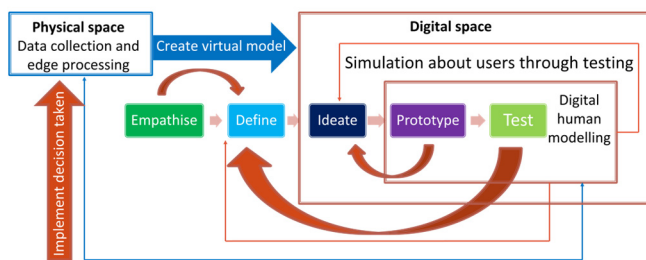 Physical space
Data collection and
edge processing
Create virtual model
Digital space
Simulation about users through testing
Empathise
Define
Ideate
Prototype
Test
Digital
human
modelling
Implement decision taken